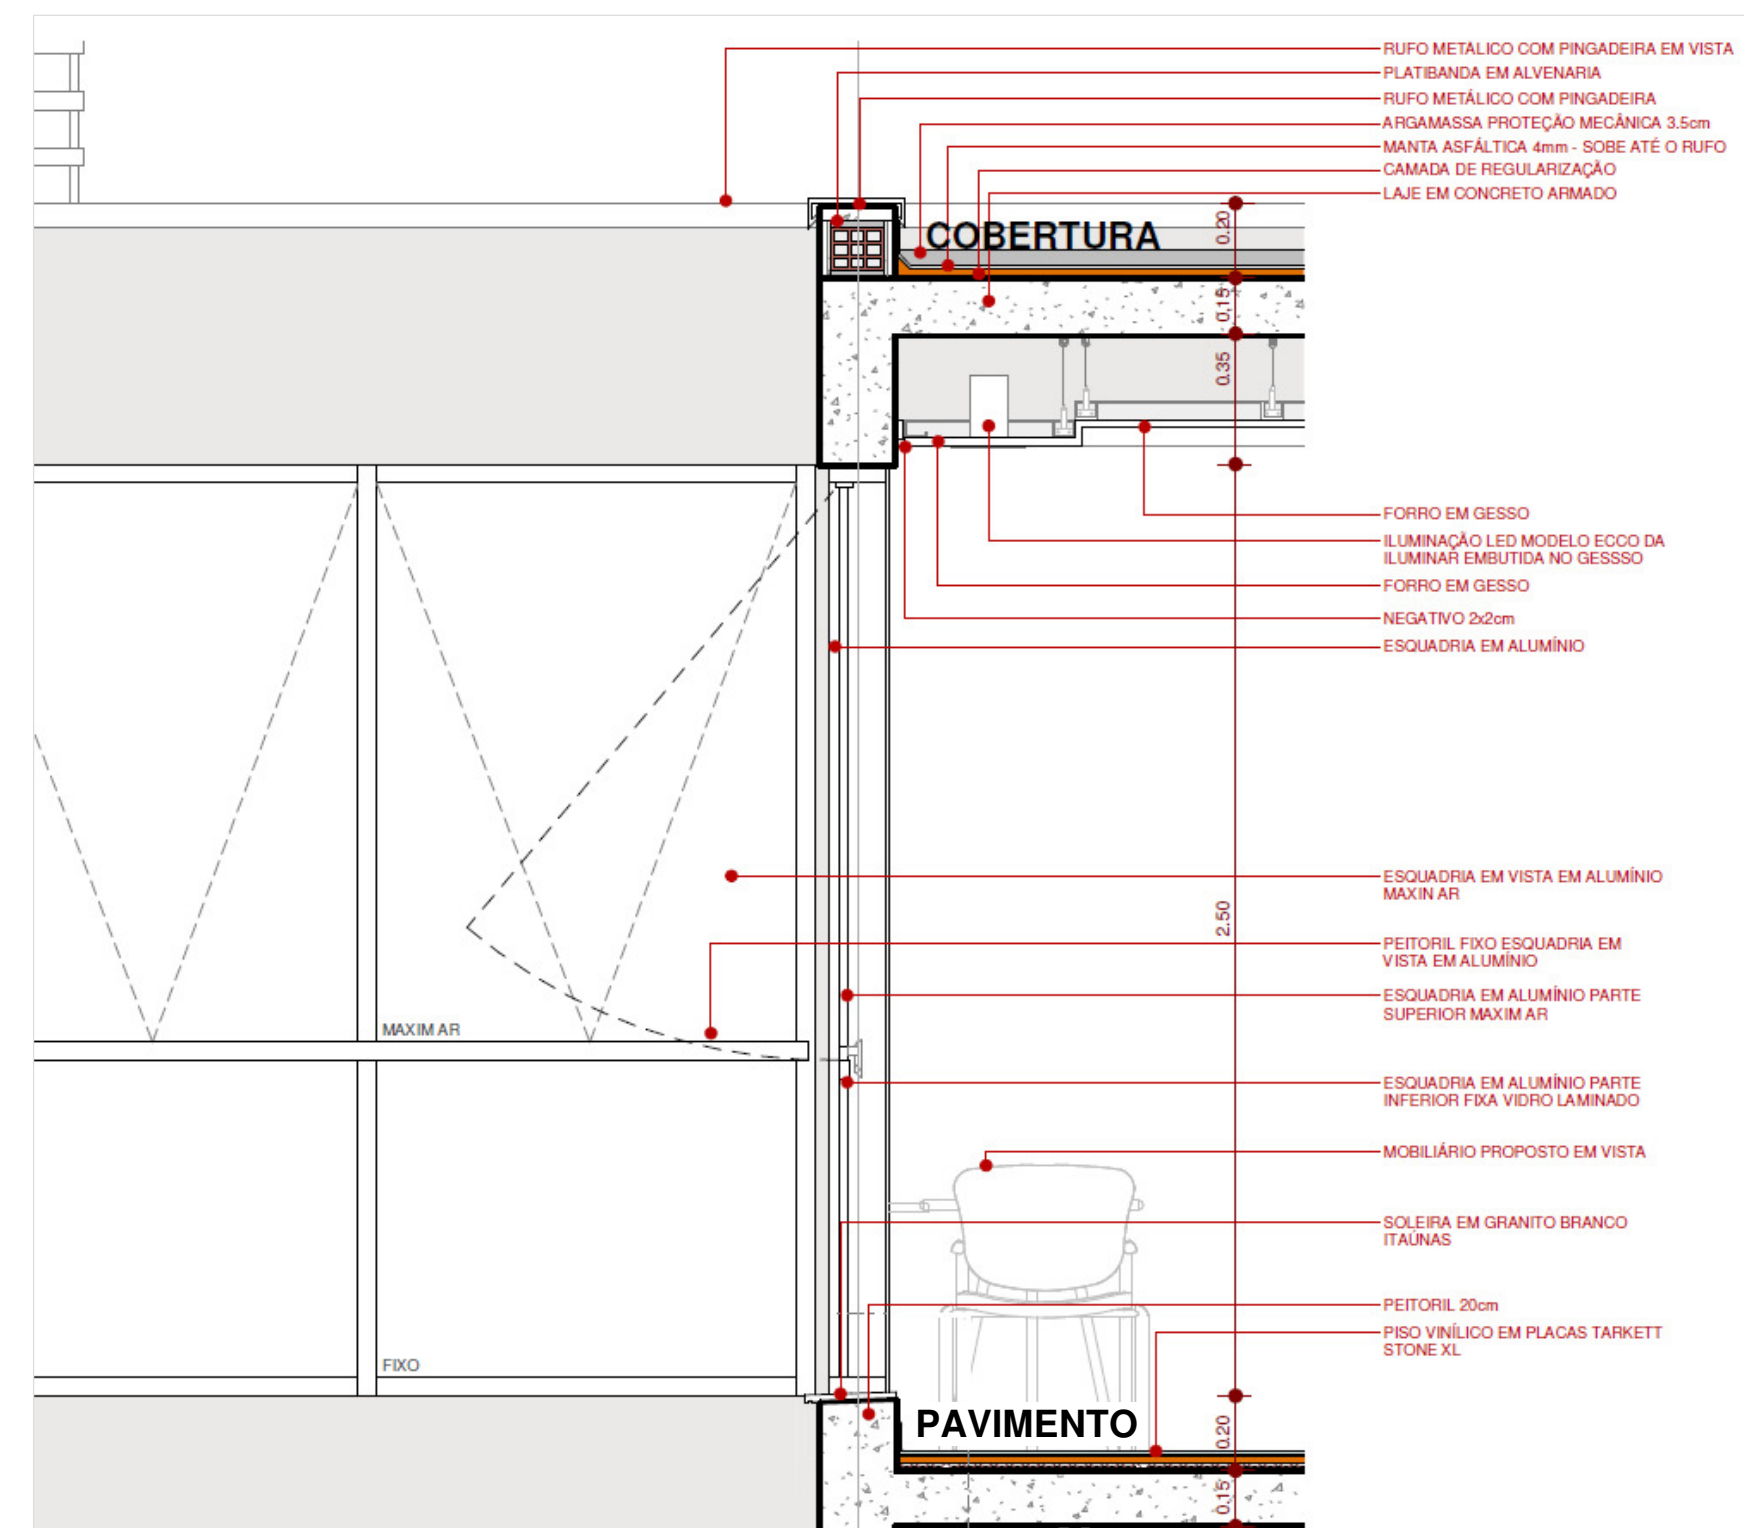 RUFO METÁLICO COM PINGADEIRA EM VISTA
PLATIBANDA EM ALVENARIA
RUFO METÁLICO COM PINGADEIRA
ARGAMASSA PROTEÇÃO MECÂNICA 3.5cm
MANTA ASFÁLTICA 4mm - SOBE ATÉ O RUFO
CAMADA DE REGULARIZAÇÃO
LAJE EM CONCRETO ARMADO
COBERTURA
0.20
0.15
0.35
FORRO EM GESSO
ILUMINAÇÃO LED MODELO ECCO DA
ILUMINAR EMBUTIDA NO GESSSO
FORRO EM GESSO
NEGATIVO 2x2cm
ESQUADRIA EM ALUMÍNIO
ESQUADRIA EM VISTA EM ALUMÍNIO
MAXIN AR
2.50
PEITORIL FIXO ESQUADRIA EM
VISTA EM ALUMÍNIO
ESQUADRIA EM ALUMÍNIO PARTE
SUPERIOR MAXIM AR
MAXIM AR
ESQUADRIA EM ALUMÍNIO PARTE
INFERIOR FIXA VIDRO LAMINADO
MOBILIÁRIO PROPOSTO EM VISTA
SOLEIRA EM GRANITO BRANCO
ITAÚNAS
PEITORIL 20cm
PISO VINÍLICO EM PLACAS TARKETT
STONE XL
FIXO
PAVIMENTO
0.20
0.15